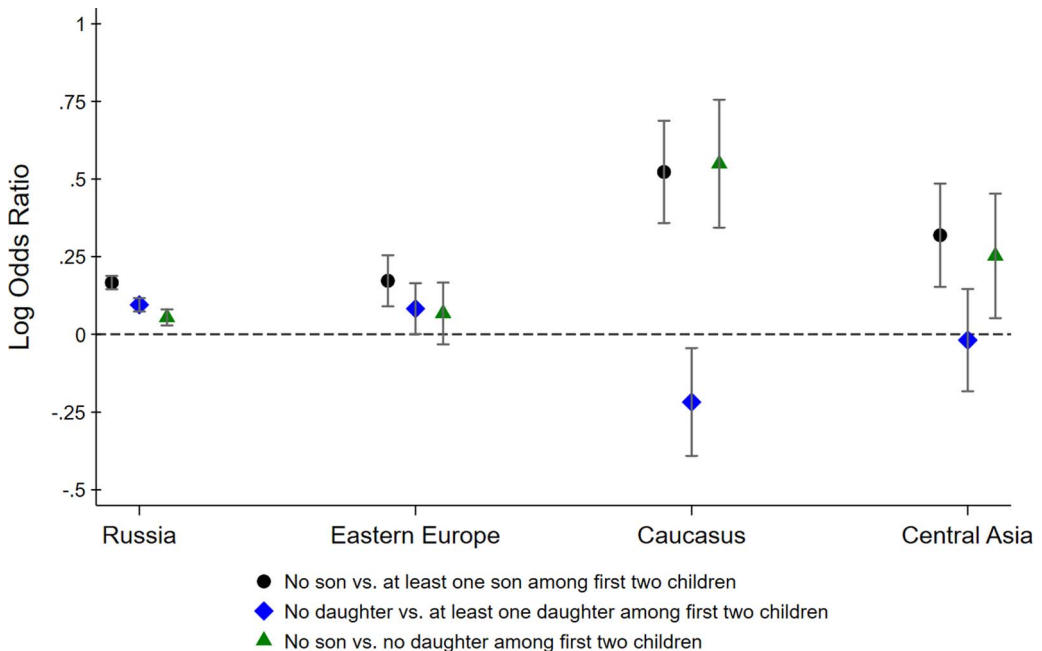 1
.75
.5
.25
0
-.25
-.5
Log Odds Ratio
Russia
Eastern Europe
Caucasus
Central Asia
No son vs. at least one son among first two children
No daughter vs. at least one daughter among first two children
No son vs. no daughter among first two children